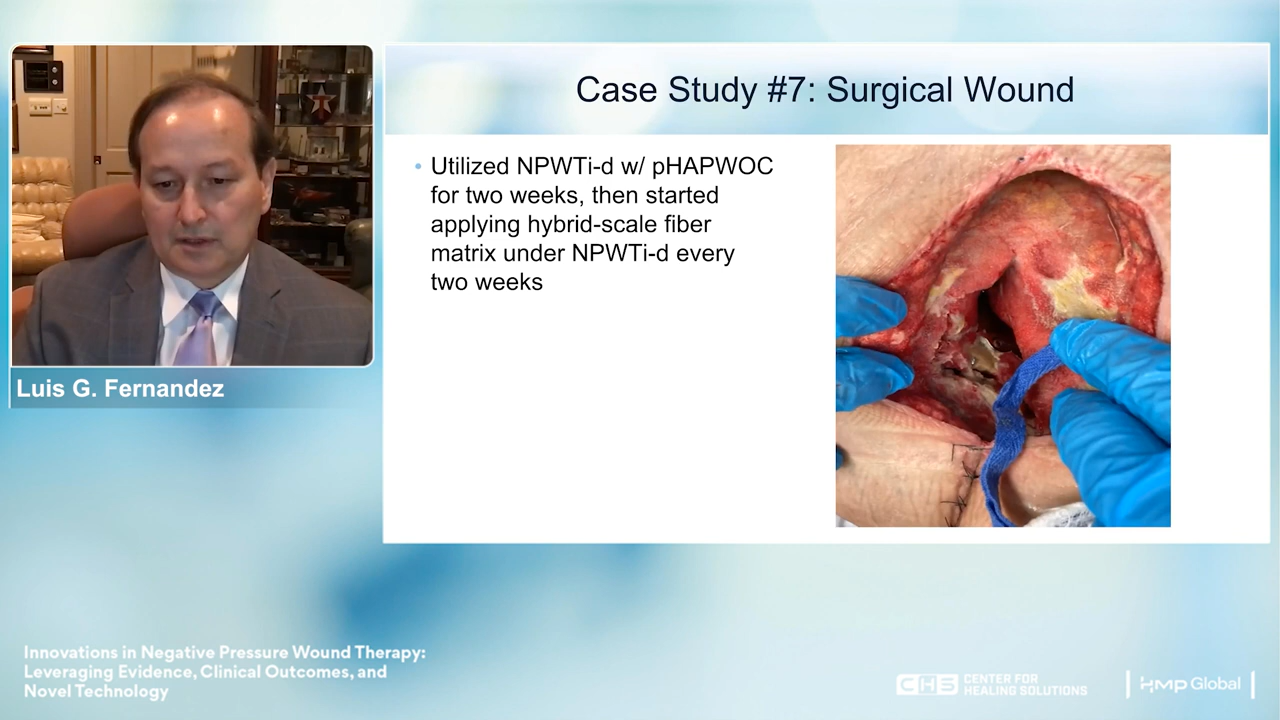 Case Study #7: Surgical Wound
• Utilized NPWTi-d w/ pHAPWOC
for two weeks, then started
applying hybrid-scale fiber
matrix under NPWTi-d every
two weeks
Luis G. Fernandez
Innovations in Negative Pressure Wound Therapy:
Leveraging Evidence, Clinical Outcomes, and
Novel Technology
CHS CENTER FOR
HEALING SOLUTIONS
HMP Global